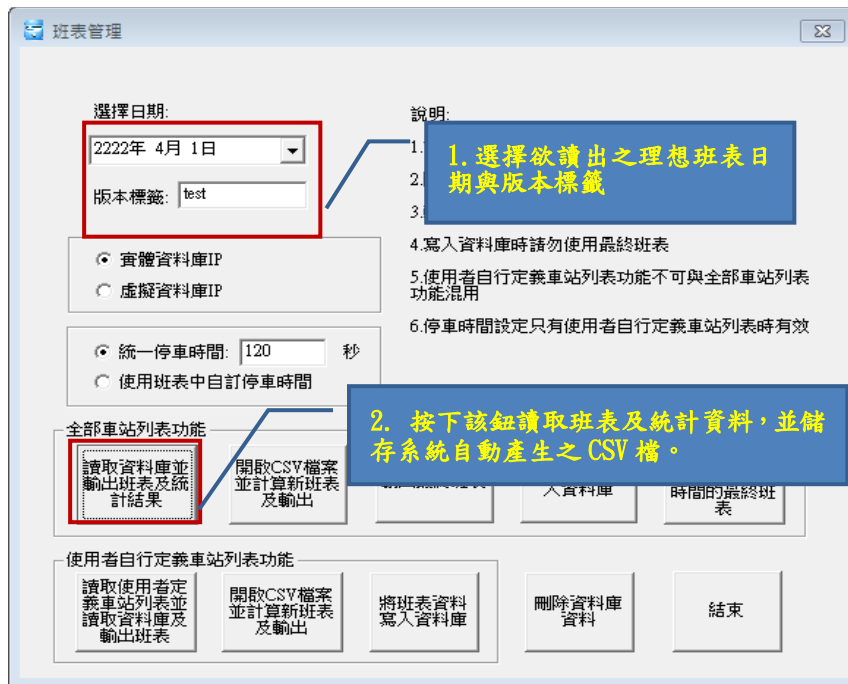 班表管理
選擇日期:
2222年 4月 1日
版本標籤: test
實體資料庫IP
虛擬資料庫IP
統一停車時間: 120 秒
使用班表中自訂停車時間
說明:
1.
2.
3.
4.寫入資料庫時請勿使用最終班表
5.使用者自行定義車站列表功能不可與全部車站列表
功能混用
6.停車時間設定只有使用者自行定義車站列表時有效
1.選擇欲讀出之理想班表日
期與版本標籤
2. 按下該鈕讀取班表及統計資料，並儲
存系統自動產生之 CSV 檔。
全部車站列表功能
讀取資料庫並
輸出班表及統
計結果
開啟CSV檔案
並計算新班表
及輸出
入資料庫
時間的最終班
表
使用者自行定義車站列表功能
讀取使用者定
義車站列表並
讀取資料庫及
輸出班表
開啟CSV檔案
並計算新班表
及輸出
將班表資料
寫入資料庫
刪除資料庫
資料
結束